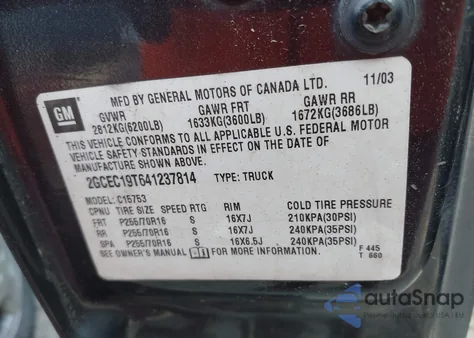 MFD BY GENERAL MOTORS OF CANADA LTD. 11/03
GM GVWR GAWR FRT GAWR RR
2812KG(6200LB) 1633KG(3600LB) 1672KG(3686LB)
THIS VEHICLE CONFORMS TO ALL APPLICABLE U.S. FEDERAL MOTOR
VEHICLE SAFETY STANDARDS IN EFFECT ON THE DATE OF
MANUFACTURE SHOWN ABOVE.
2GCEC19T641237814 TYPE: TRUCK
MODEL: C15753
CPNU TIRE SIZE SPEED RTG RIM COLD TIRE PRESSURE
FRT P255/70R16 S 16X7J 210KPA(30PSI)
RR P255/70R16 S 16X7J 240KPA(35PSI)
SPA P255/70R16 S 16X6.5J 240KPA(35PSI)
SEE OWNER'S MANUAL FOR MORE INFORMATION
F 445
T 660
autoSnap